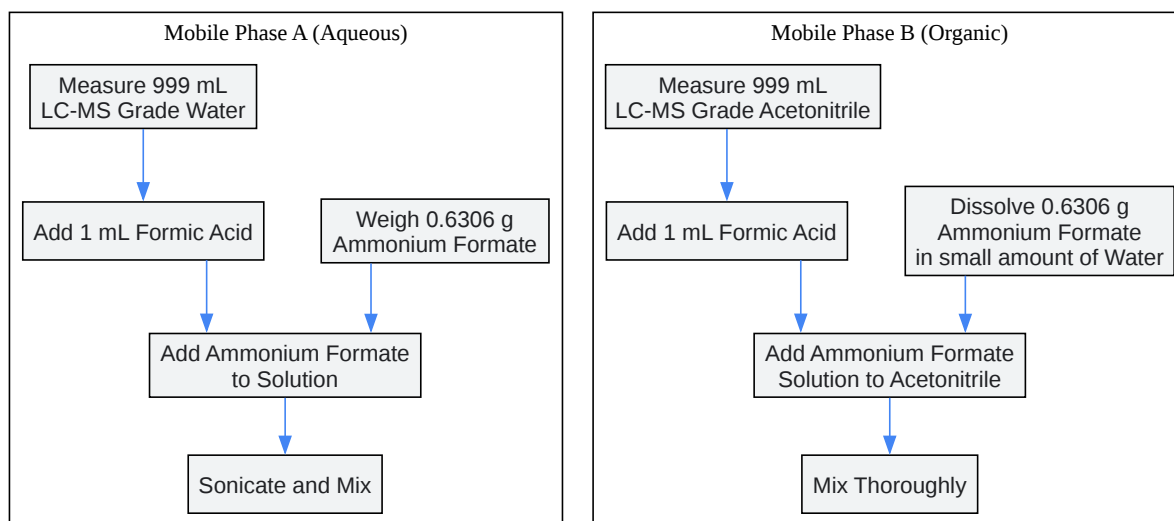 Mobile Phase A (Aqueous)
Measure 999 mL
LC-MS Grade Water
Add 1 mL Formic Acid
Weigh 0.6306 g
Ammonium Formate
Add Ammonium Formate
to Solution
Sonicate and Mix
Mobile Phase B (Organic)
Measure 999 mL
LC-MS Grade Acetonitrile
Add 1 mL Formic Acid
Dissolve 0.6306 g
Ammonium Formate
in small amount of Water
Add Ammonium Formate
Solution to Acetonitrile
Mix Thoroughly